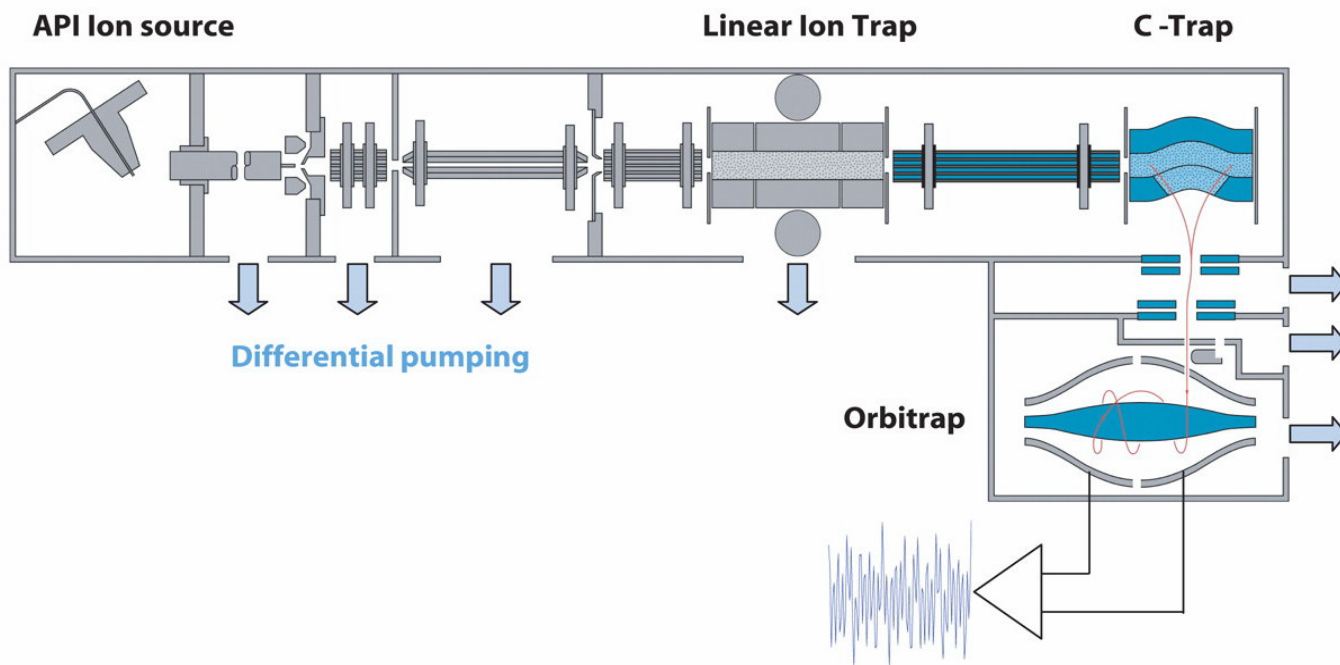 API Ion source
Linear Ion Trap
C -Trap
Differential pumping
Orbitrap